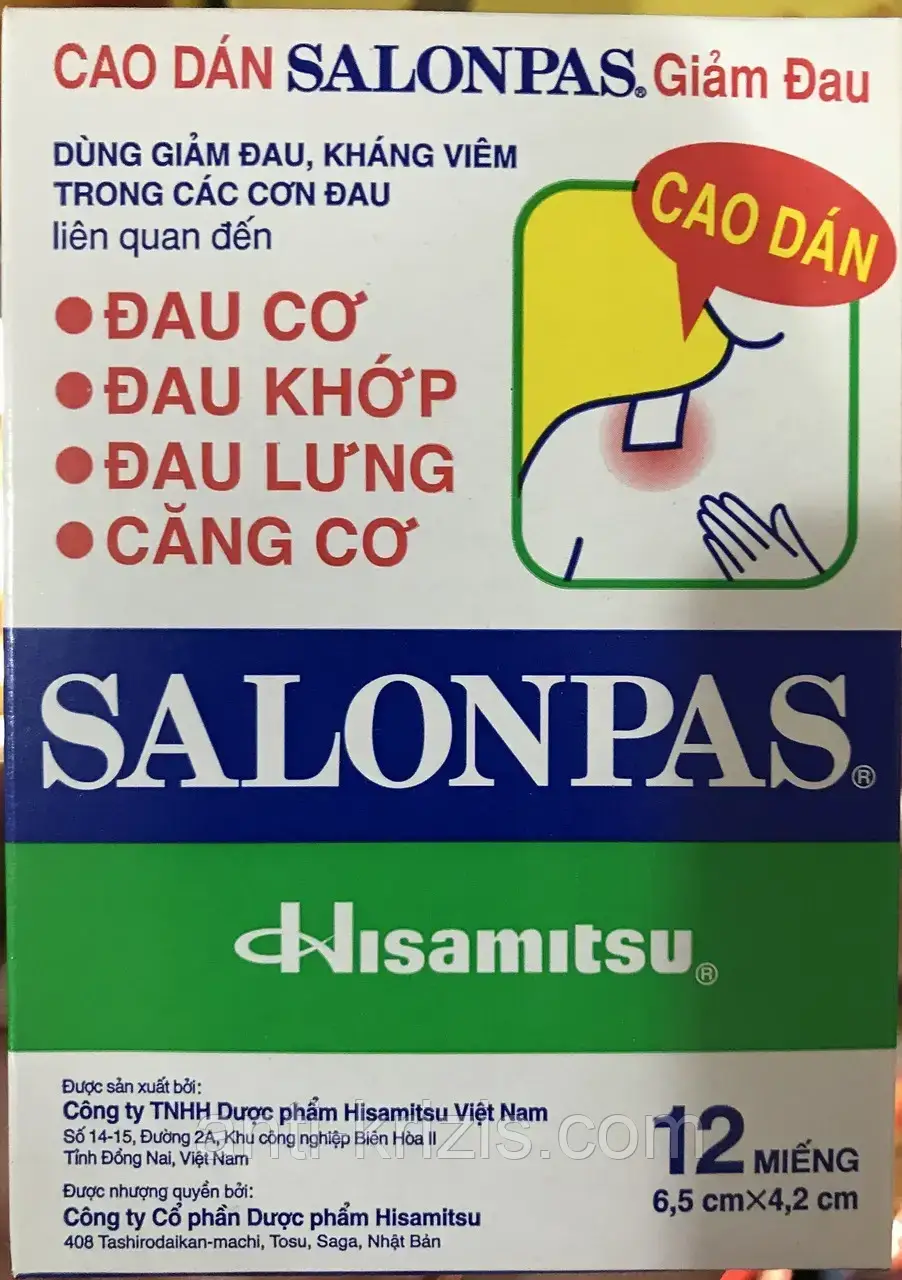 CAO DÁN SALONPAS® Giảm Đau
DÙNG GIẢM ĐAU, KHÁNG VIÊM
TRONG CÁC CƠN ĐAU
liên quan đến
● ĐAU CƠ
● ĐAU KHỚP
● ĐAU LƯNG
● CĂNG CƠ
CAO DÁN
SALONPAS®
Hisamitsu®
Được sản xuất bởi:
Công ty TNHH Dược phẩm Hisamitsu Việt Nam
Số 14-15, Đường 2A, Khu công nghiệp Biên Hòa II
Tỉnh Đồng Nai, Việt Nam
Được nhượng quyền bởi:
Công ty Cổ phần Dược phẩm Hisamitsu
408 Tashirodaikan-machi, Tosu, Saga, Nhật Bản
12 MIẾNG
6,5 cm×4,2 cm
anti-krizis.com